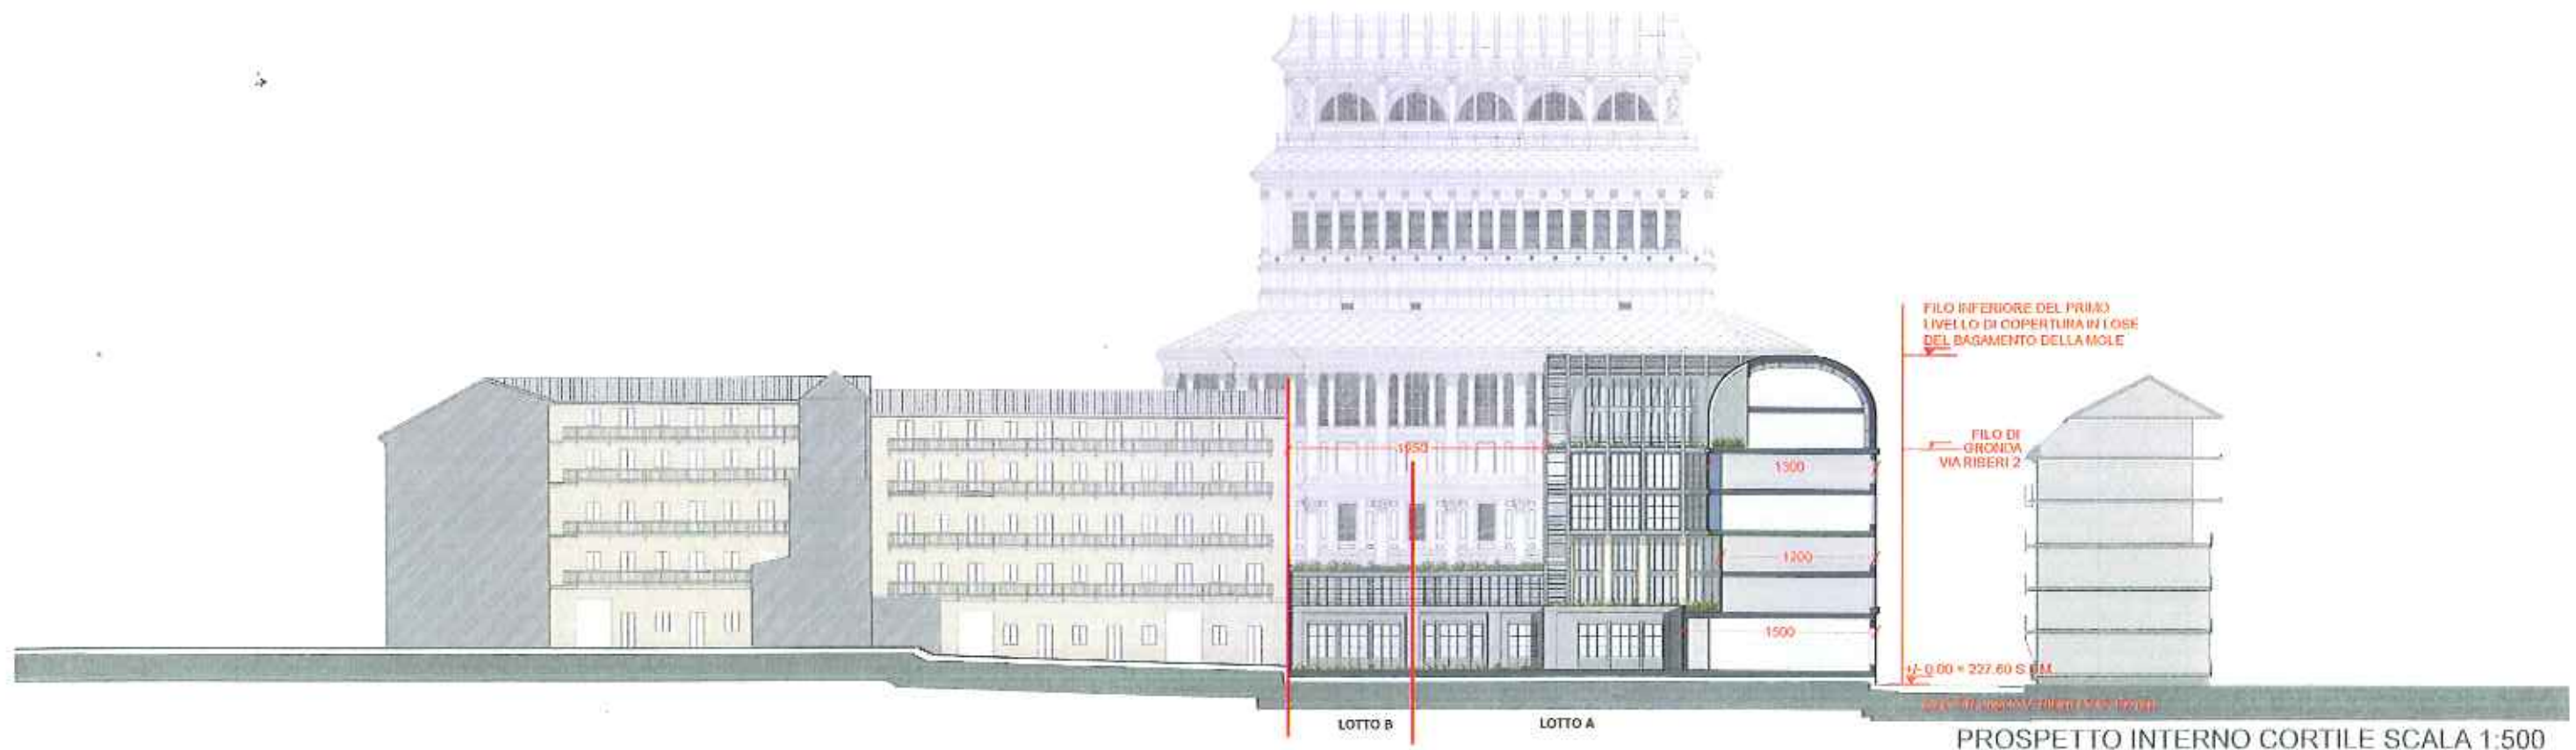 FILO INFERIORE DEL PRIMO
LIVELLO DI COPERTURA IN LOSE
DEL BASAMENTO DELLA MOLE
FILO DI
GRONDA
VIA RIBERI 2
1950
1300
1200
1500
+/- 0.00 = 227.60 S.L.M.
LOTTO B
LOTTO A
PROSPETTO INTERNO CORTILE SCALA 1:500